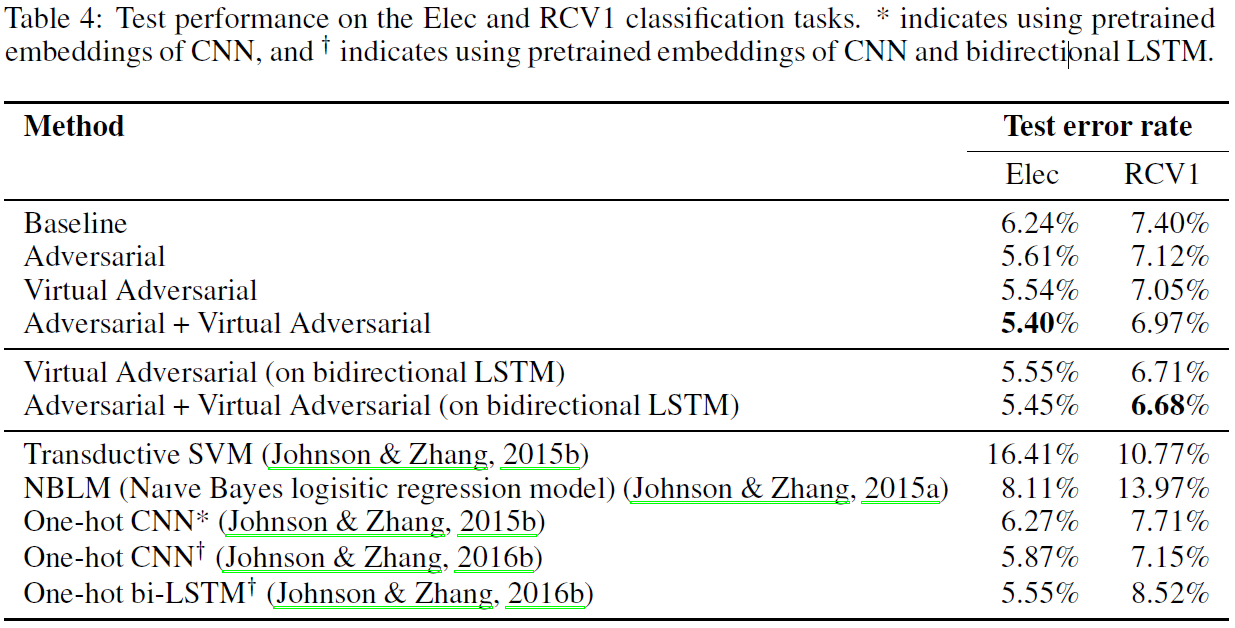 Table 4: Test performance on the Elec and RCV1 classification tasks. * indicates using pretrained
embeddings of CNN, and † indicates using pretrained embeddings of CNN and bidirectional LSTM.
Method Test error rate
Elec RCV1
Baseline 6.24% 7.40%
Adversarial 5.61% 7.12%
Virtual Adversarial 5.54% 7.05%
Adversarial + Virtual Adversarial 5.40% 6.97%
Virtual Adversarial (on bidirectional LSTM) 5.55% 6.71%
Adversarial + Virtual Adversarial (on bidirectional LSTM) 5.45% 6.68%
Transductive SVM (Johnson & Zhang, 2015b) 16.41% 10.77%
NBLM (Naıve Bayes logisitic regression model) (Johnson & Zhang, 2015a) 8.11% 13.97%
One-hot CNN* (Johnson & Zhang, 2015b) 6.27% 7.71%
One-hot CNN† (Johnson & Zhang, 2016b) 5.87% 7.15%
One-hot bi-LSTM† (Johnson & Zhang, 2016b) 5.55% 8.52%